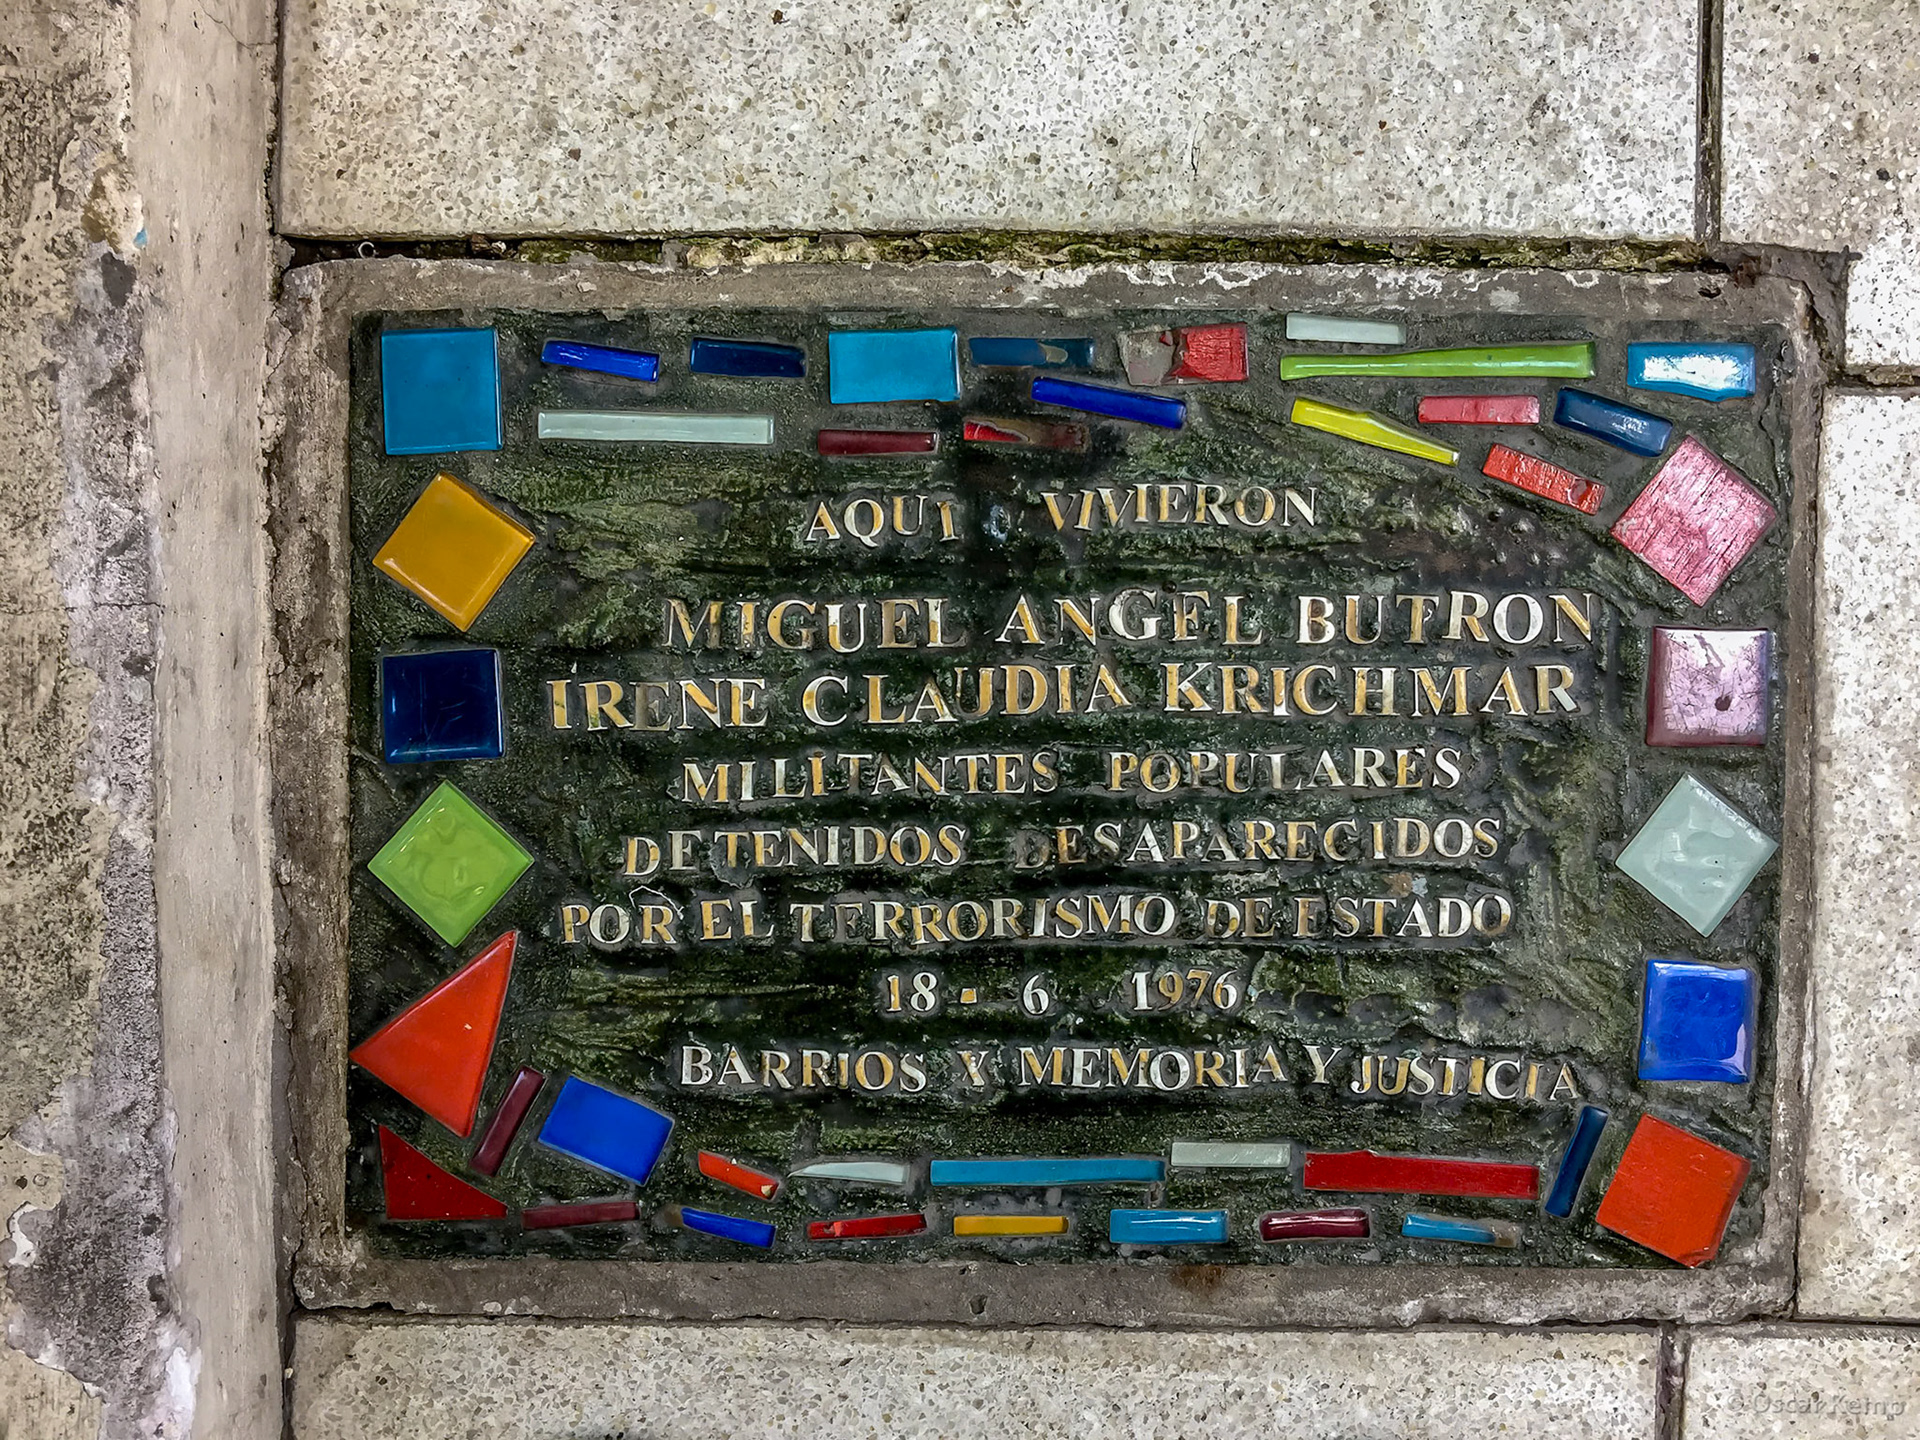 AQUI VIVIERON
MIGUEL ANGEL BUTRON
IRENE CLAUDIA KRICHMAR
MILITANTES POPULARES
DETENIDOS DESAPARECIDOS
POR EL TERRORISMO DE ESTADO
18 - 6 1976
BARRIOS X MEMORIA Y JUSTICIA
© Oscar Kemp